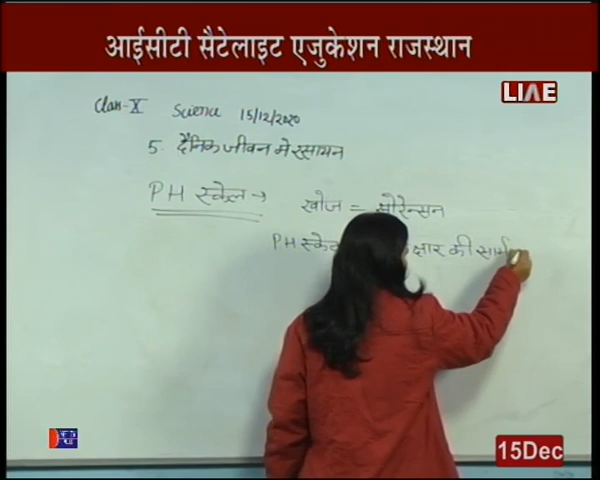 आईसीटी सैटेलाइट एजुकेशन राजस्थान
LIVE
Class-X Science 15/12/2020
5. दैनिक जीवन मे रसायन
PH स्केल → खोज = सोरेन्सन
PH क्षार की
15Dec